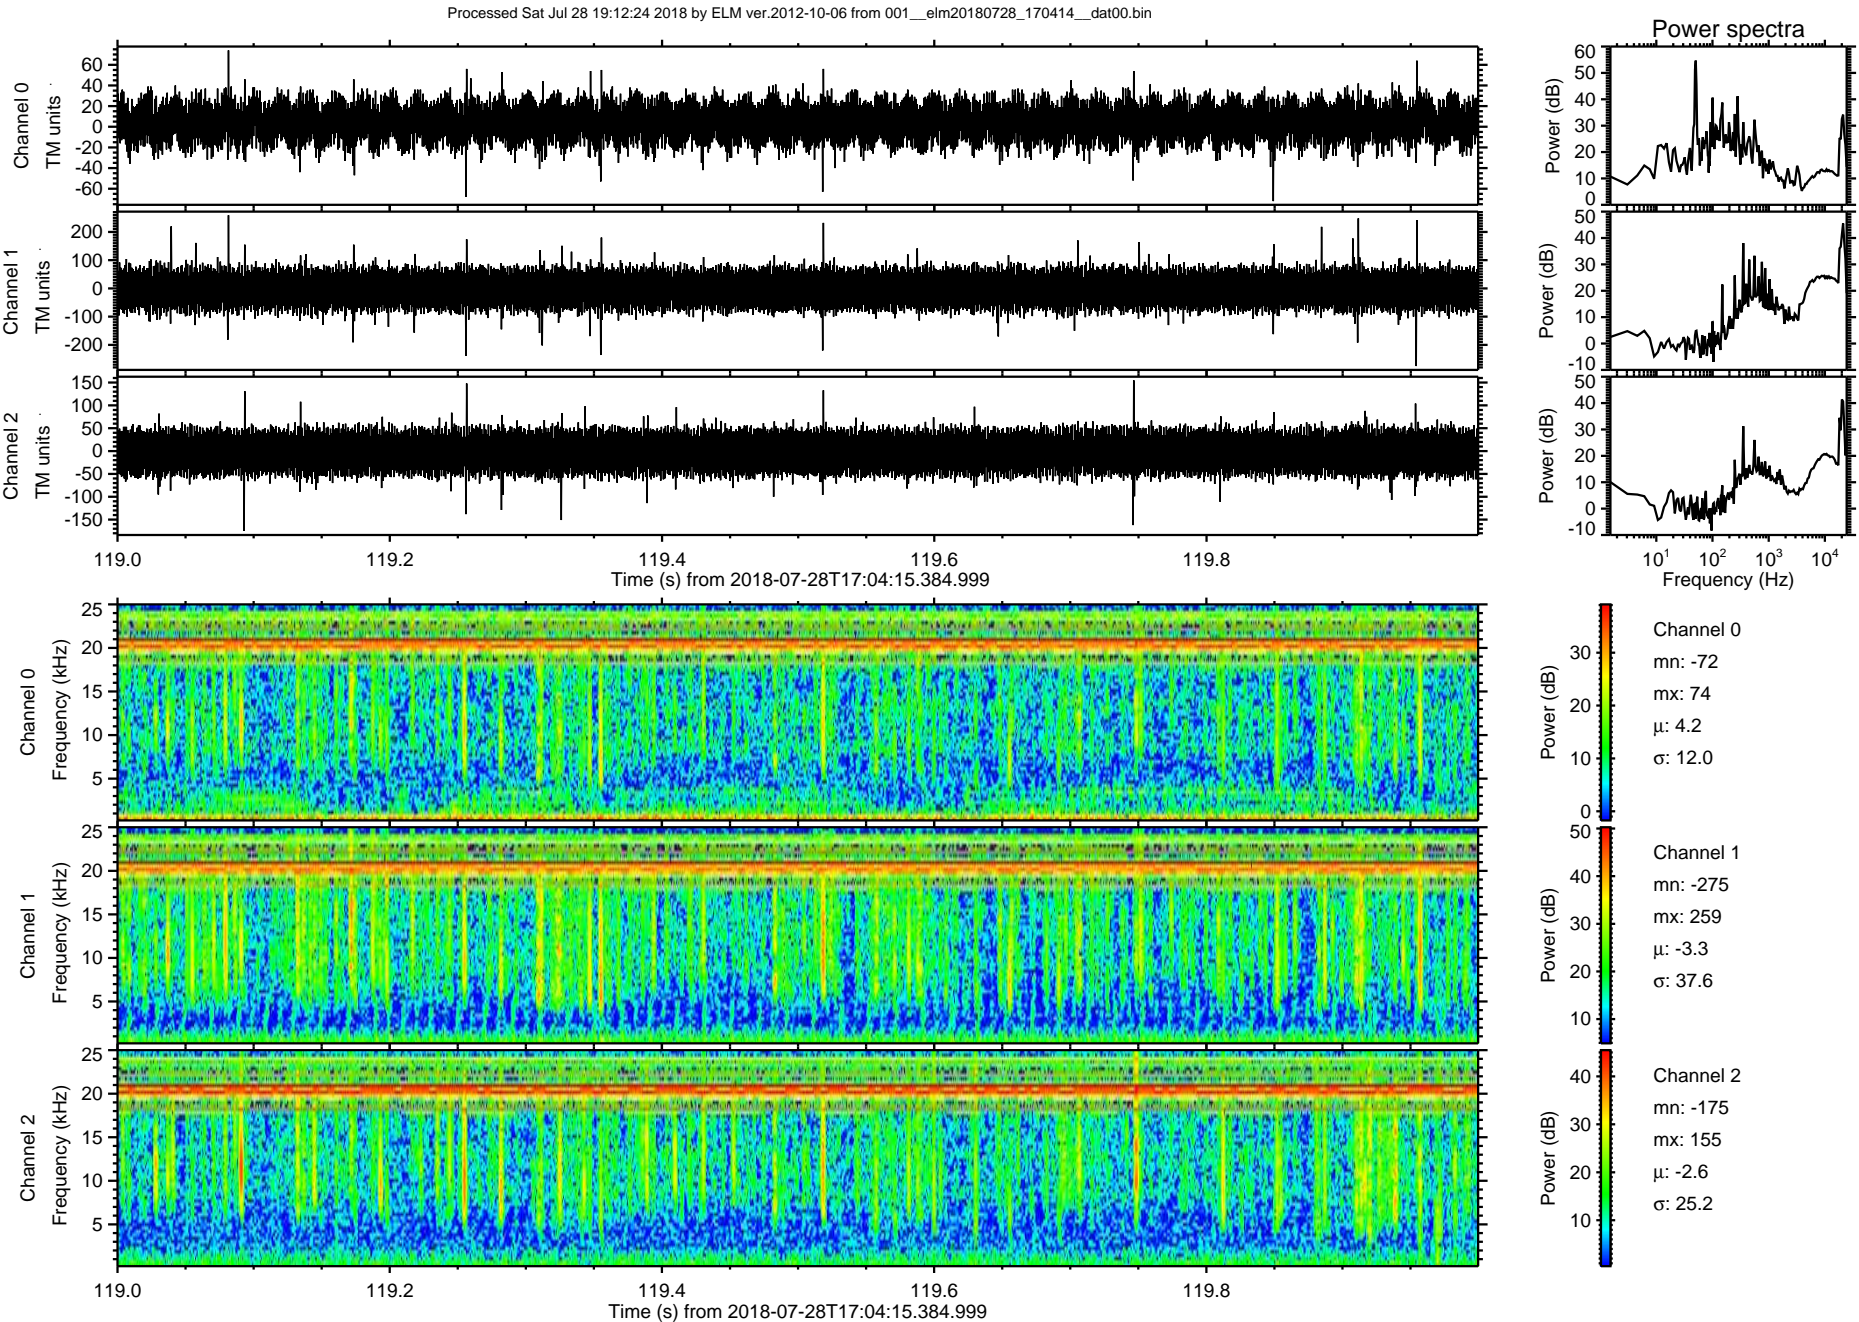 Processed Sat Jul 28 19:12:24 2018 by ELM ver.2012-10-06 from 001__elm20180728_170414__dat00.bin
Power spectra
Channel 0
TM units
60
40
20
0
-20
-40
-60
Power (dB)
60
50
40
30
20
10
0
Channel 1
TM units
200
100
0
-100
-200
Power (dB)
50
40
30
20
10
0
-10
Channel 2
TM units
150
100
50
0
-50
-100
-150
Power (dB)
50
40
30
20
10
0
-10
119.0 119.2 119.4 119.6 119.8
Time (s) from 2018-07-28T17:04:15.384.999
10^1 10^2 10^3 10^4
Frequency (Hz)
Channel 0
Frequency (kHz)
25
20
15
10
5
Power (dB)
30
20
10
0
Channel 0
mn: -72
mx: 74
μ: 4.2
σ: 12.0
Channel 1
Frequency (kHz)
25
20
15
10
5
Power (dB)
50
40
30
20
10
Channel 1
mn: -275
mx: 259
μ: -3.3
σ: 37.6
Channel 2
Frequency (kHz)
25
20
15
10
5
Power (dB)
40
30
20
10
Channel 2
mn: -175
mx: 155
μ: -2.6
σ: 25.2
119.0 119.2 119.4 119.6 119.8
Time (s) from 2018-07-28T17:04:15.384.999